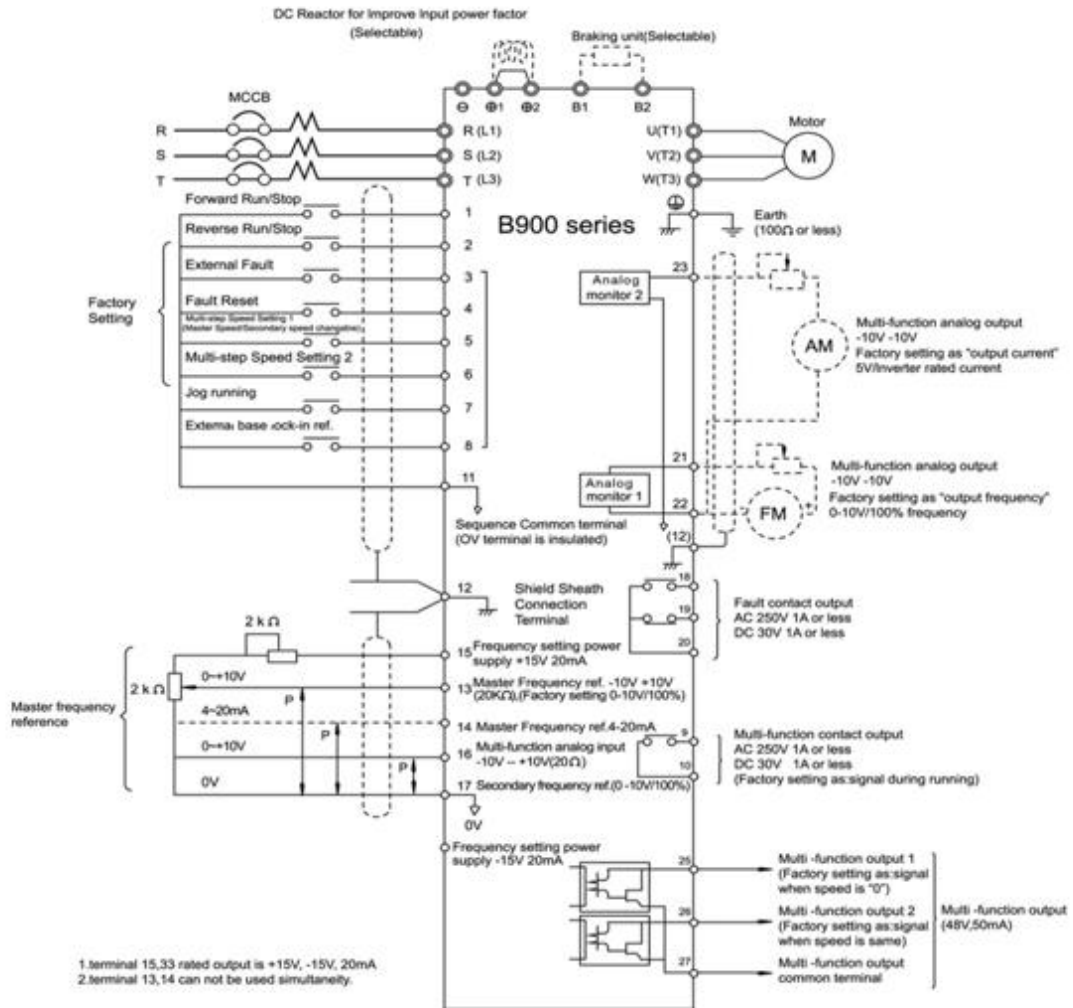 DC Reactor for Improve Input power factor
(Selectable)
Braking unit(Selectable)
MCCB
⊖ ⊕1 ⊕2 B1 B2
R R (L1)
S S (L2)
T T (L3)
U(T1)
V(T2)
W(T3)
Motor
M
B900 series
Earth
(100Ω or less)
Forward Run/Stop
1
Reverse Run/Stop
2
External Fault
3
Fault Reset
4
Multi-step Speed Setting 1
(Master Speed/Secondary speed changable)
5
Multi-step Speed Setting 2
6
Jog running
7
External base lock-in ref.
8
Factory
Setting
11
Sequence Common terminal
(OV terminal is insulated)
12
Shield Sheath
Connection
Terminal
23
Analog
monitor 2
AM
Multi-function analog output
-10V -10V
Factory setting as "output current"
5V/Inverter rated current
21
Analog
monitor 1
22
FM
Multi-function analog output
-10V -10V
Factory setting as "output frequency"
0-10V/100% frequency
(12)
18
19
20
Fault contact output
AC 250V 1A or less
DC 30V 1A or less
2 kΩ
2 kΩ
Master frequency
reference
0~+10V
4~20mA
0~+10V
0V
P
P
P
15 Frequency setting power
supply +15V 20mA
13 Master Frequency ref. -10V +10V
(20KΩ),(Factory setting 0-10V/100%)
14 Master Frequency ref.4-20mA
16 Multi-function analog input
-10V -- +10V(20Ω)
17 Secondary frequency ref.(0 -10V/100%)
0V
Frequency setting power
supply -15V 20mA
9
10
Multi-function contact output
AC 250V 1A or less
DC 30V 1A or less
(Factory setting as:signal during running)
25
Multi -function output 1
(Factory setting as:signal
when speed is "0")
26
Multi -function output 2
(Factory setting as:signal
when speed is same)
27
Multi -function output
common terminal
Multi -function output
(48V,50mA)
1.terminal 15,33 rated output is +15V, -15V, 20mA
2.terminal 13,14 can not be used simultaneity.